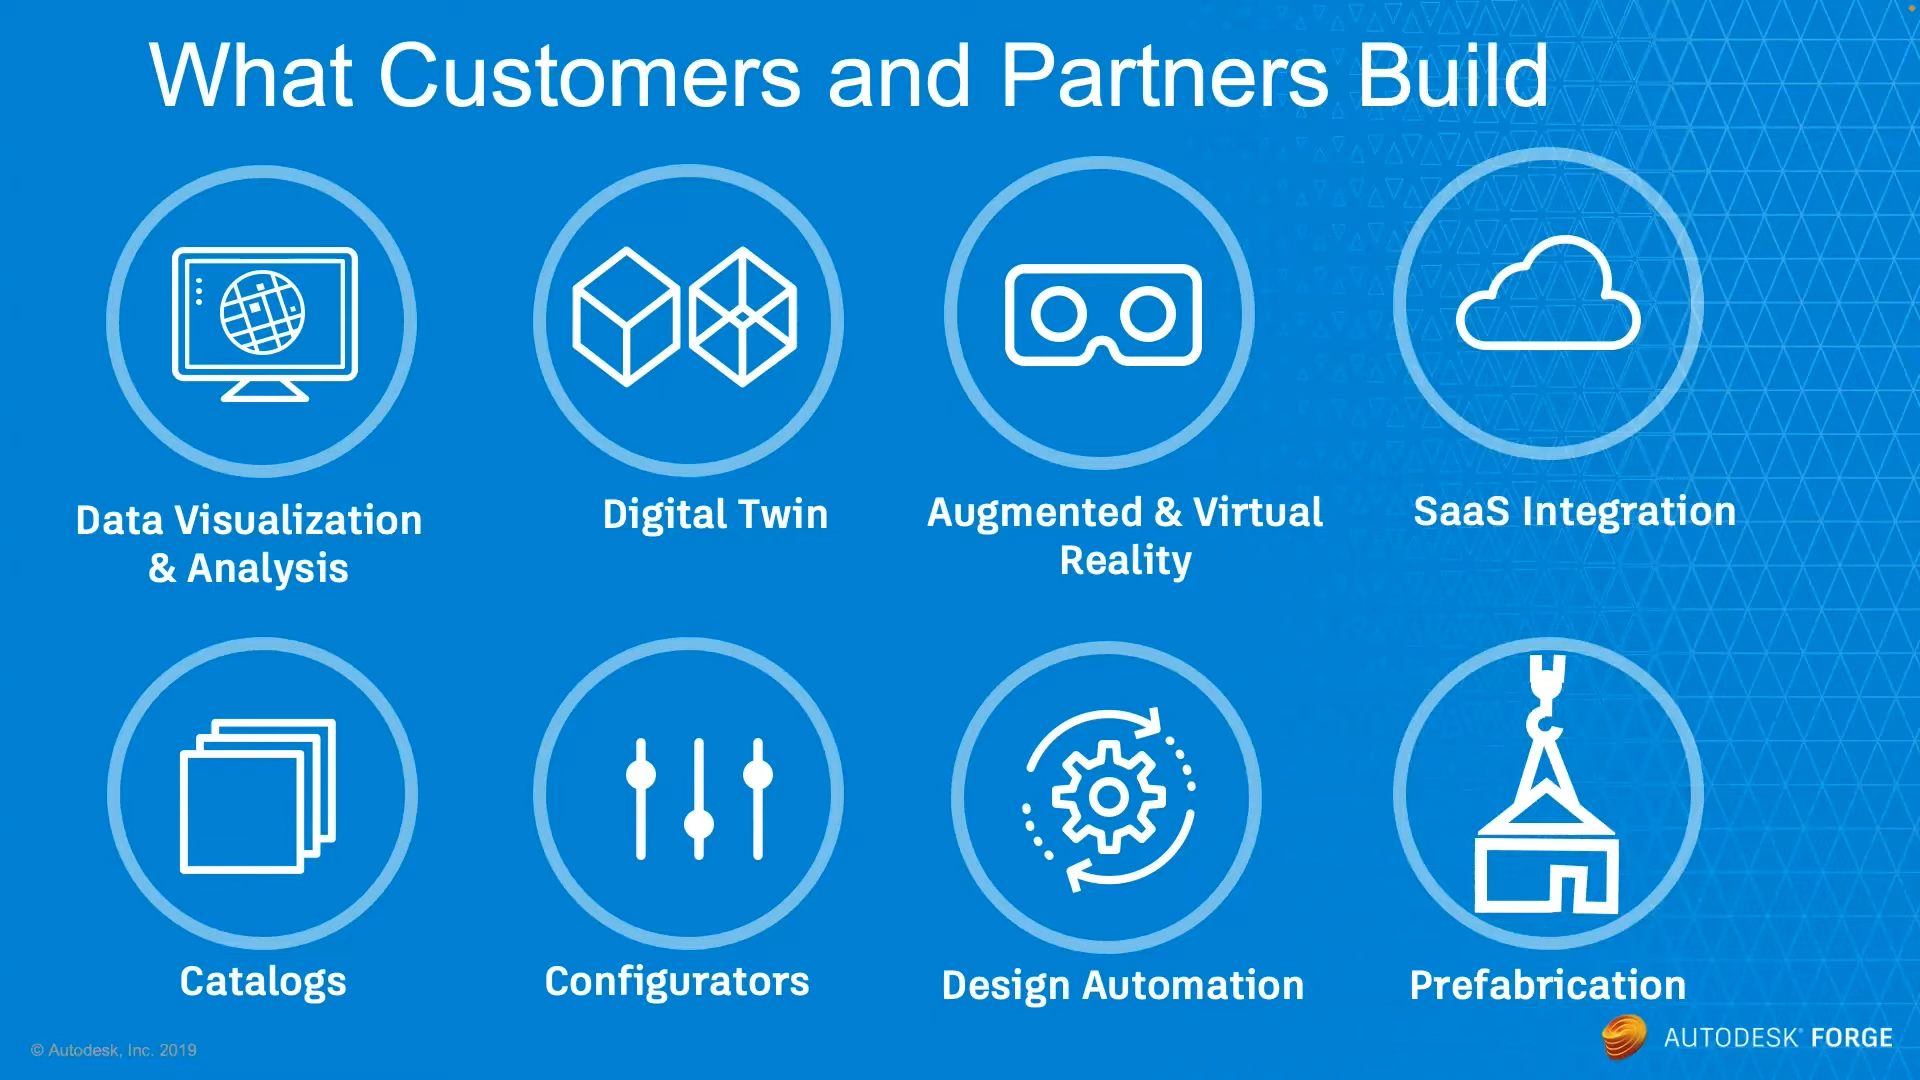 What Customers and Partners Build
Data Visualization
& Analysis
Digital Twin
Augmented & Virtual
Reality
SaaS Integration
Catalogs
Configurators
Design Automation
Prefabrication
© Autodesk, Inc. 2019
AUTODESK® FORGE